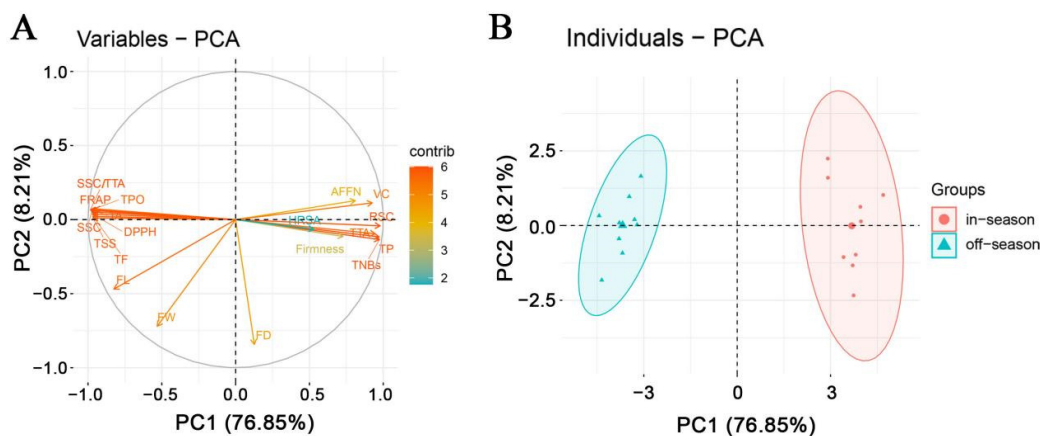 A
Variables − PCA
1.0
0.5
0.0
−0.5
−1.0
PC2 (8.21%)
SSC/TTA
FRAP
TPO
SSC
DPPH
TSS
TF
FL
FW
FD
AFFN
VC
RSC
HRSA
TTA
Firmness
TP
TNBs
−1.0
−0.5
0.0
0.5
1.0
PC1 (76.85%)
contrib
6
5
4
3
2
B
Individuals − PCA
2.5
0.0
−2.5
PC2 (8.21%)
−3
0
3
PC1 (76.85%)
Groups
in−season
off−season